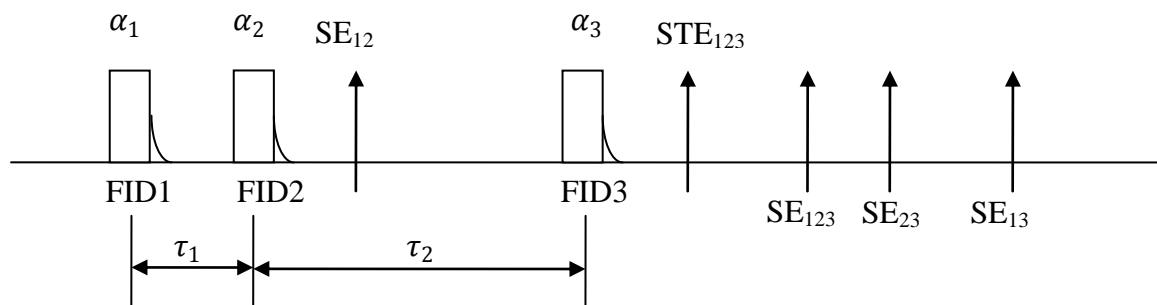 α₁ α₂ SE₁₂ α₃ STE₁₂₃
FID1 FID2 FID3 SE₁₂₃ SE₂₃ SE₁₃
τ₁ τ₂